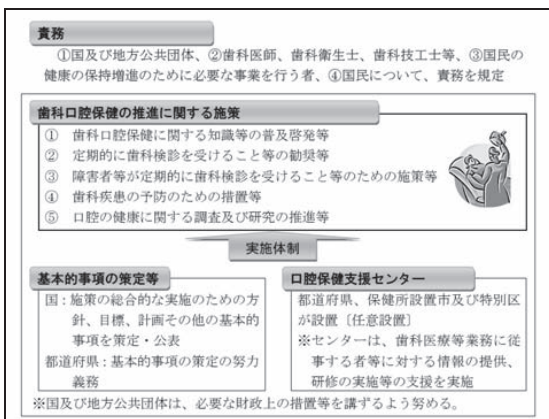 責務
①国及び地方公共団体、②歯科医師、歯科衛生士、歯科技工士等、③国民の
健康の保持増進のために必要な事業を行う者、④国民について、責務を規定
歯科口腔保健の推進に関する施策
① 歯科口腔保健に関する知識等の普及啓発等
② 定期的に歯科検診を受けること等の勧奨等
③ 障害者等が定期的に歯科検診を受けること等のための施策等
④ 歯科疾患の予防のための措置等
⑤ 口腔の健康に関する調査及び研究の推進等
実施体制
基本的事項の策定等
国：施策の総合的な実施のための方
針、目標、計画その他の基本的
事項を策定・公表
都道府県：基本的事項の策定の努力
義務
口腔保健支援センター
都道府県、保健所設置市及び特別区
が設置〔任意設置〕
※センターは、歯科医療等業務に従
事する者等に対する情報の提供、
研修の実施等の支援を実施
※国及び地方公共団体は、必要な財政上の措置等を講ずるよう努める。